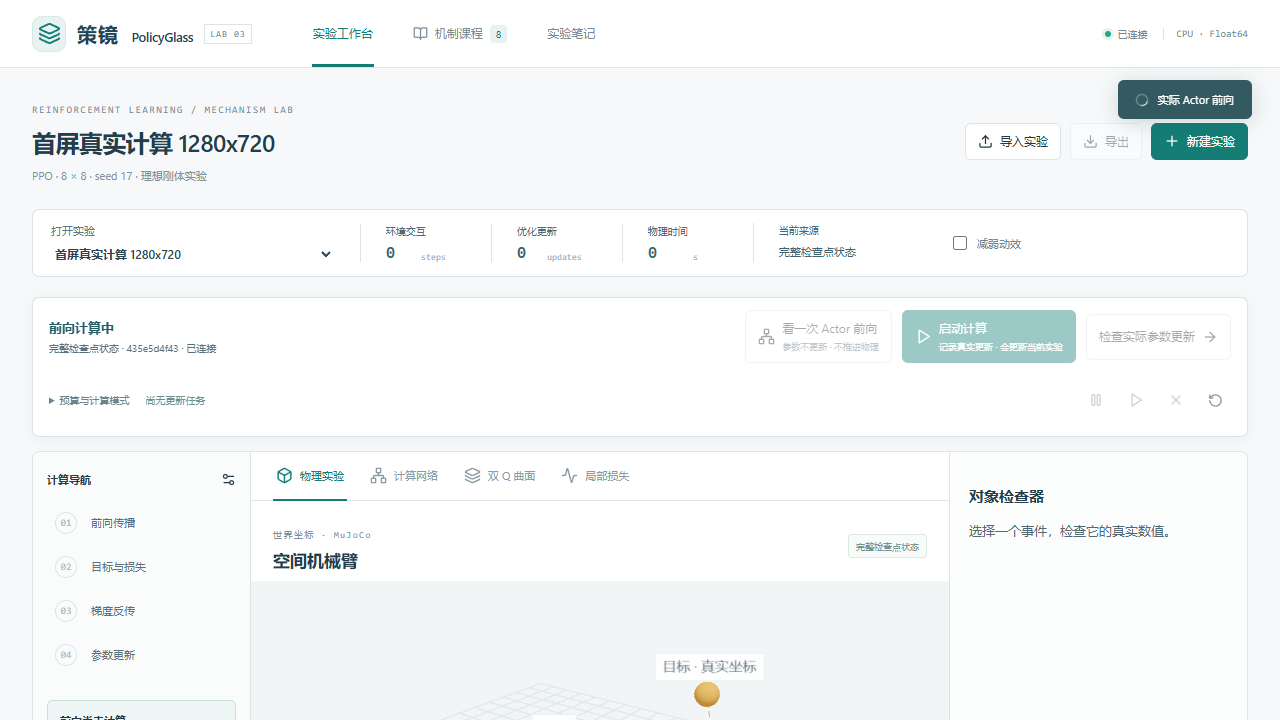 策镜 PolicyGlass LAB 03
实验工作台
机制课程 8
实验笔记
已连接
CPU · Float64
实际 Actor 前向
REINFORCEMENT LEARNING / MECHANISM LAB
首屏真实计算 1280x720
PPO · 8 × 8 · seed 17 · 理想刚体实验
导入实验
导出
新建实验
打开实验
首屏真实计算 1280x720
环境交互
0 steps
优化更新
0 updates
物理时间
0 s
当前来源
完整检查点状态
减弱动效
前向计算中
完整检查点状态 · 435e5d4f43 · 已连接
看一次 Actor 前向
参数不更新 · 不推进物理
启动计算
记录真实更新 · 会更新当前实验
检查实际参数更新
预算与计算模式
尚无更新任务
计算导航
01 前向传播
02 目标与损失
03 梯度反传
04 参数更新
物理实验
计算网络
双 Q 曲面
局部损失
世界坐标 · MuJoCo
空间机械臂
完整检查点状态
目标 · 真实坐标
对象检查器
选择一个事件，检查它的真实数值。